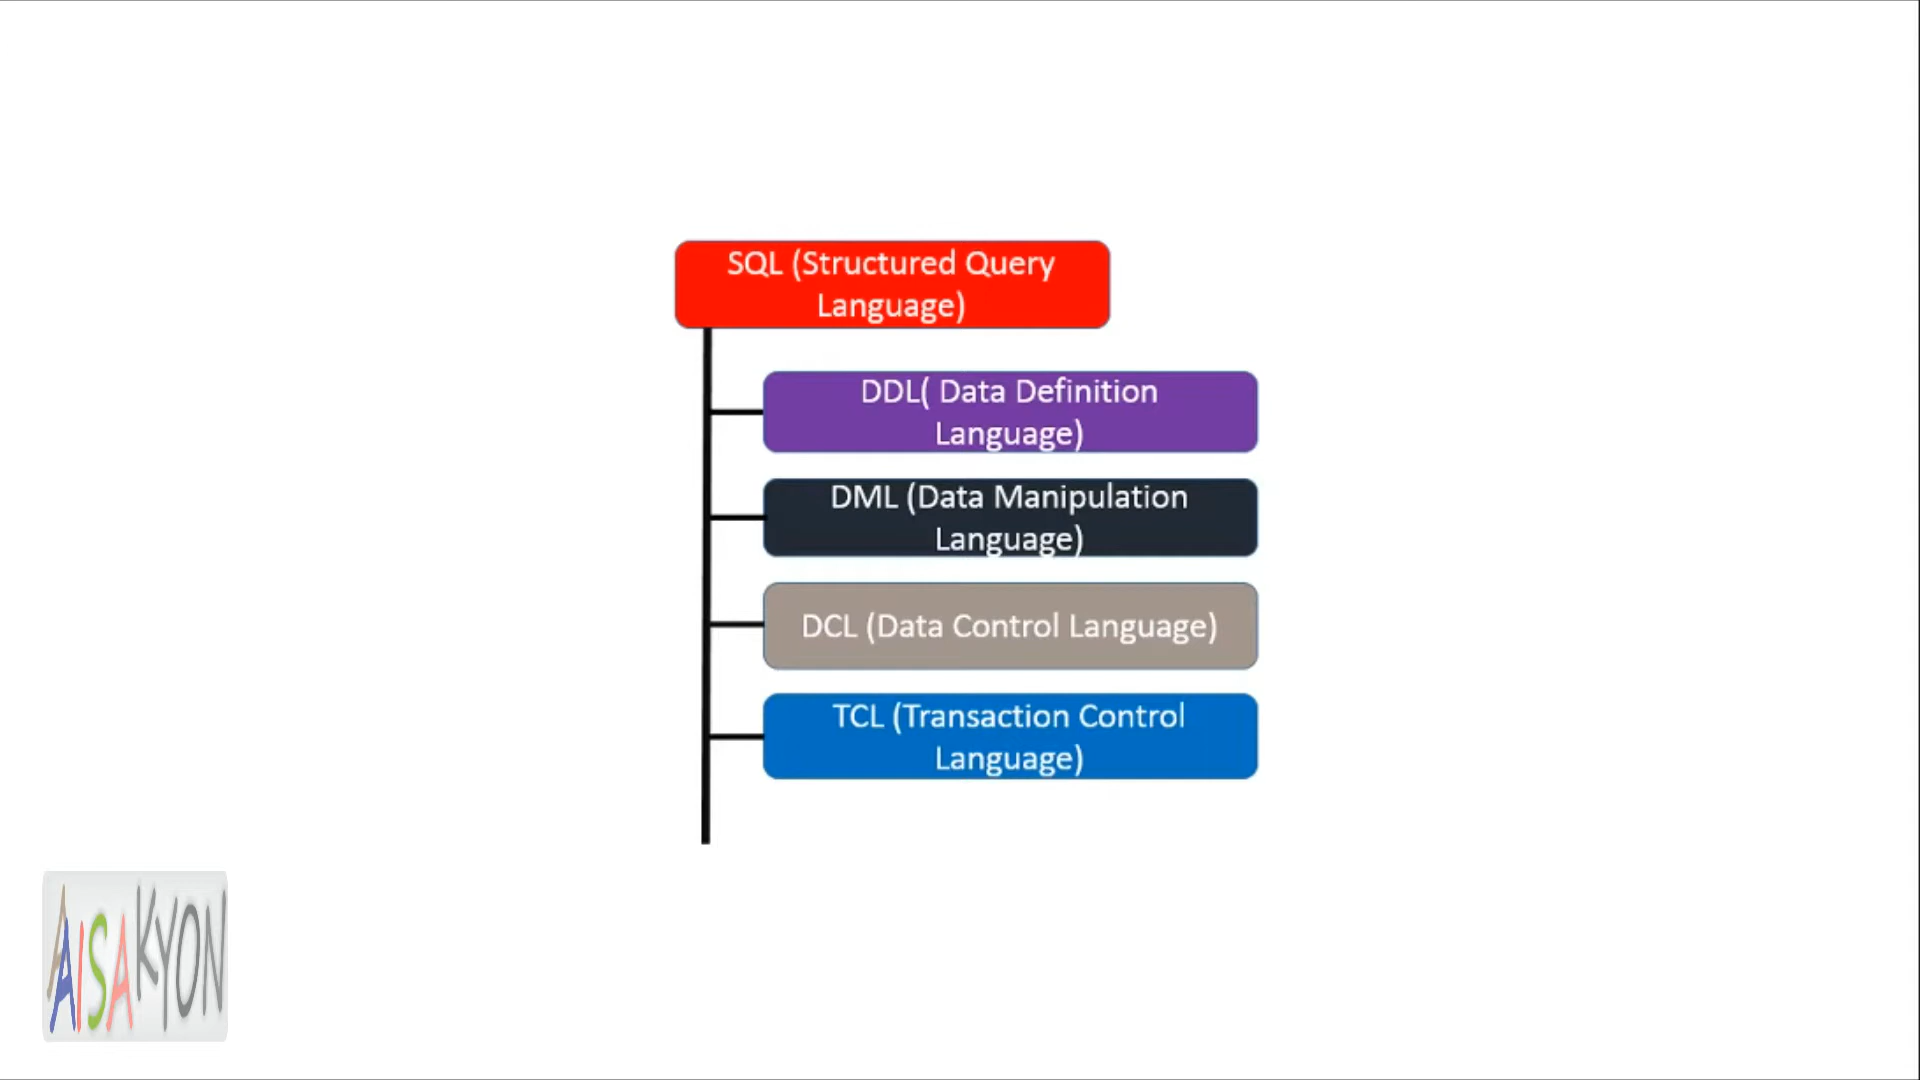 SQL (Structured Query
Language)
DDL( Data Definition
Language)
DML (Data Manipulation
Language)
DCL (Data Control Language)
TCL (Transaction Control
Language)
AISAKYON